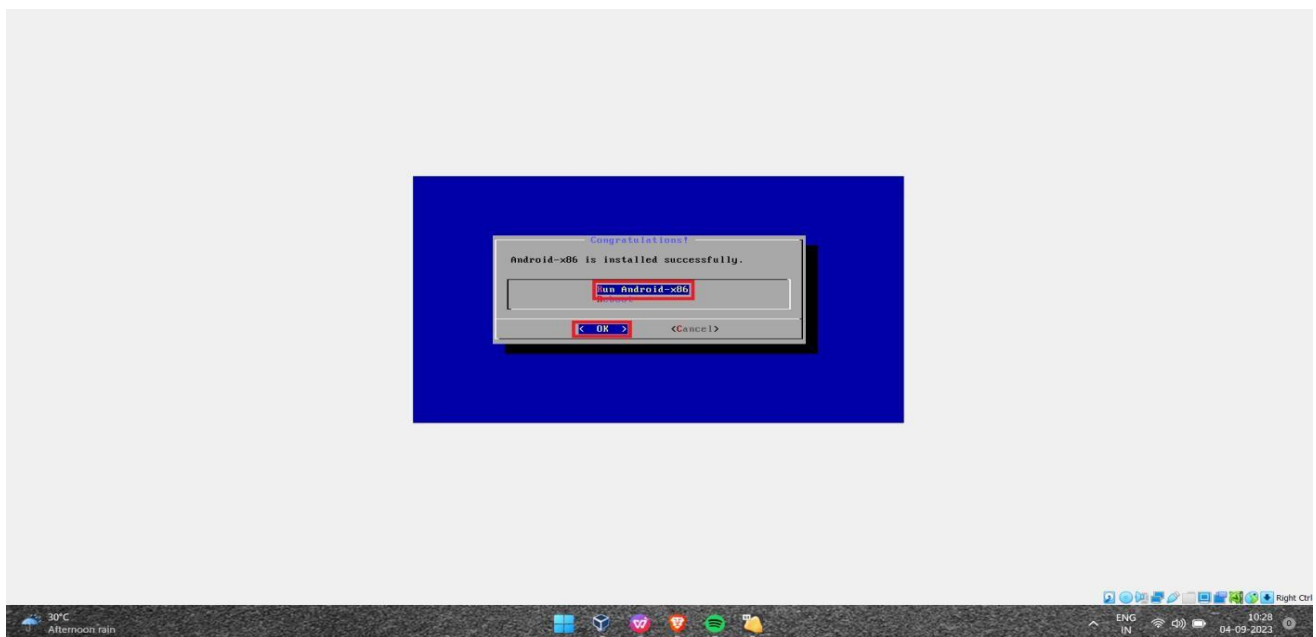 Congratulations!
Android-x86 is installed successfully.
Run Android-x86
Reboot
< OK > <Cancel>
Right Ctrl
30°C
Afternoon rain
ENG
IN
10:28
04-09-2023
0